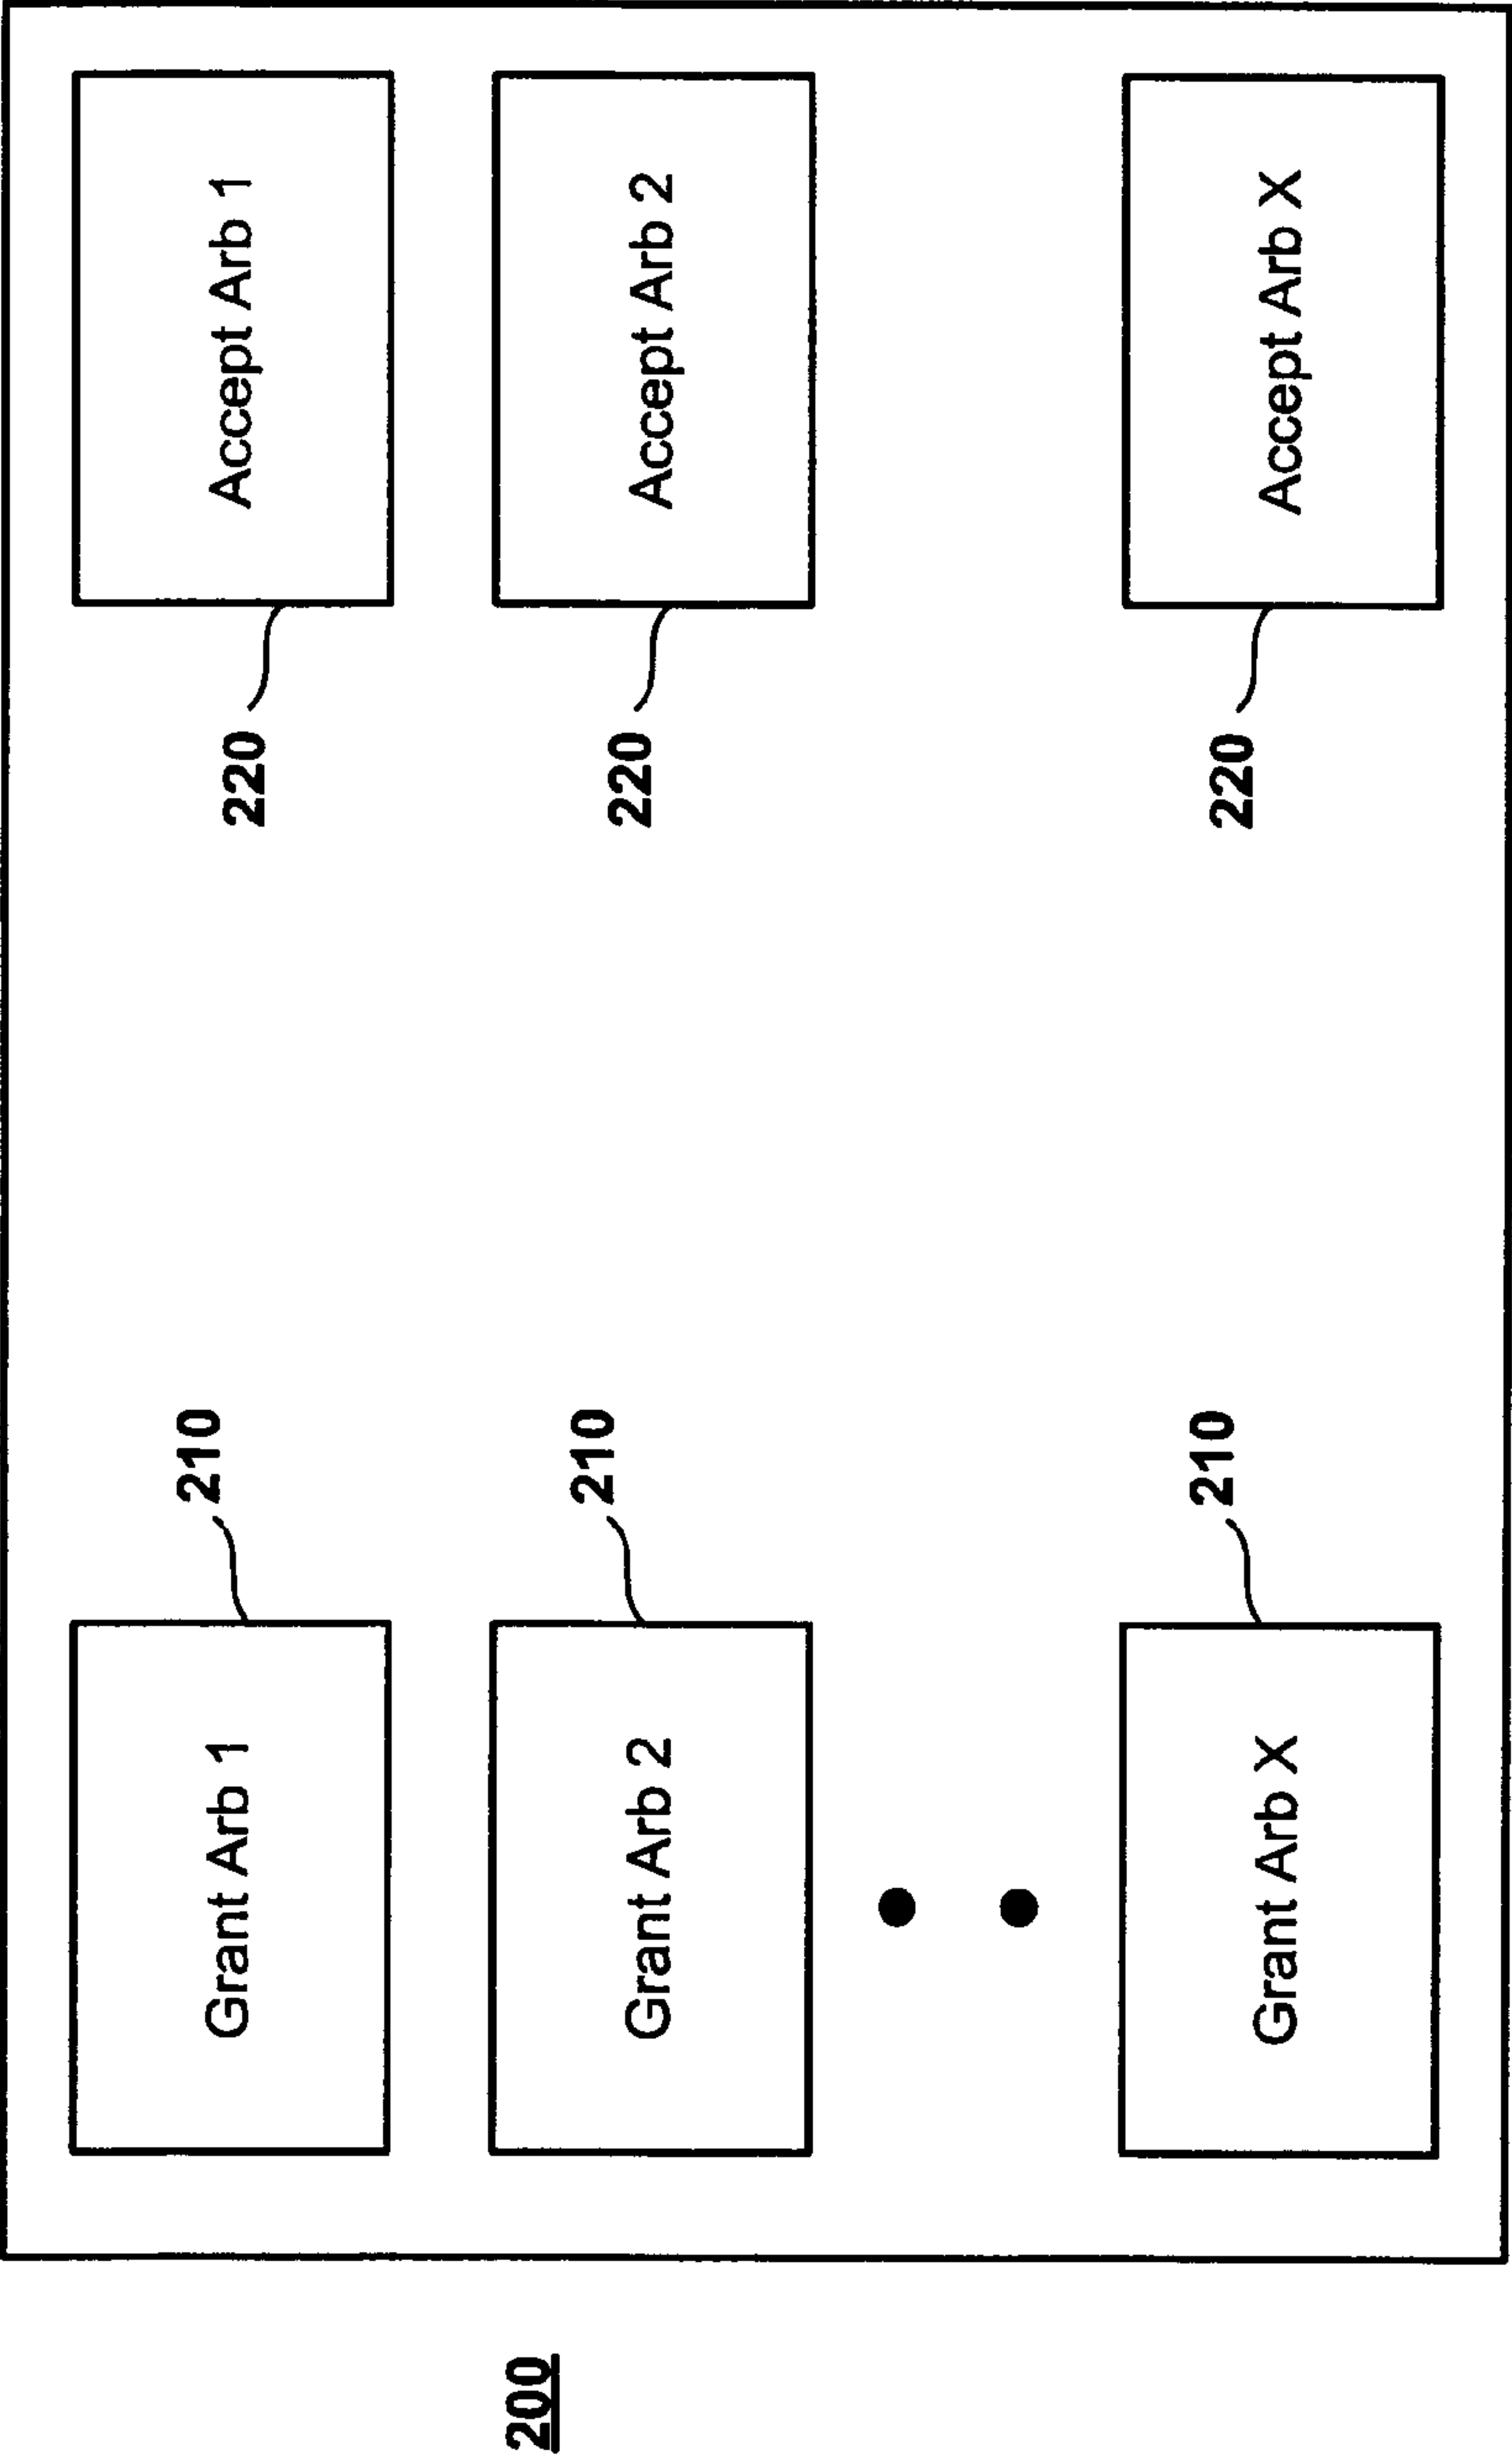 200
Grant Arb 1
210
220
Accept Arb 1
Grant Arb 2
210
220
Accept Arb 2
Grant Arb X
210
220
Accept Arb X